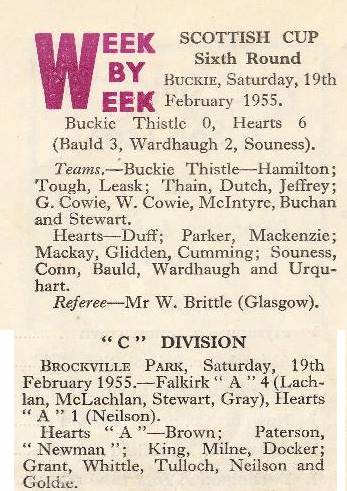 WEEK BY WEEK
SCOTTISH CUP
Sixth Round
BUCKIE, Saturday, 19th
February 1955.
Buckie Thistle 0, Hearts 6
(Bauld 3, Wardhaugh 2, Souness).
Teams.—Buckie Thistle—Hamilton;
Tough, Leask; Thain, Dutch, Jeffrey;
G. Cowie, W. Cowie, McIntyre, Buchan
and Stewart.
Hearts—Duff; Parker, Mackenzie;
Mackay, Glidden, Cumming; Souness,
Conn, Bauld, Wardhaugh and Urqu-
hart.
Referee—Mr W. Brittle (Glasgow).
"C" DIVISION
BROCKVILLE PARK, Saturday, 19th
February 1955.—Falkirk "A" 4 (Lach-
lan, McLachlan, Stewart, Gray), Hearts
"A" 1 (Neilson).
Hearts "A"—Brown; Paterson,
"Newman"; King, Milne, Docker;
Grant, Whittle, Tulloch, Neilson and
Goldie.